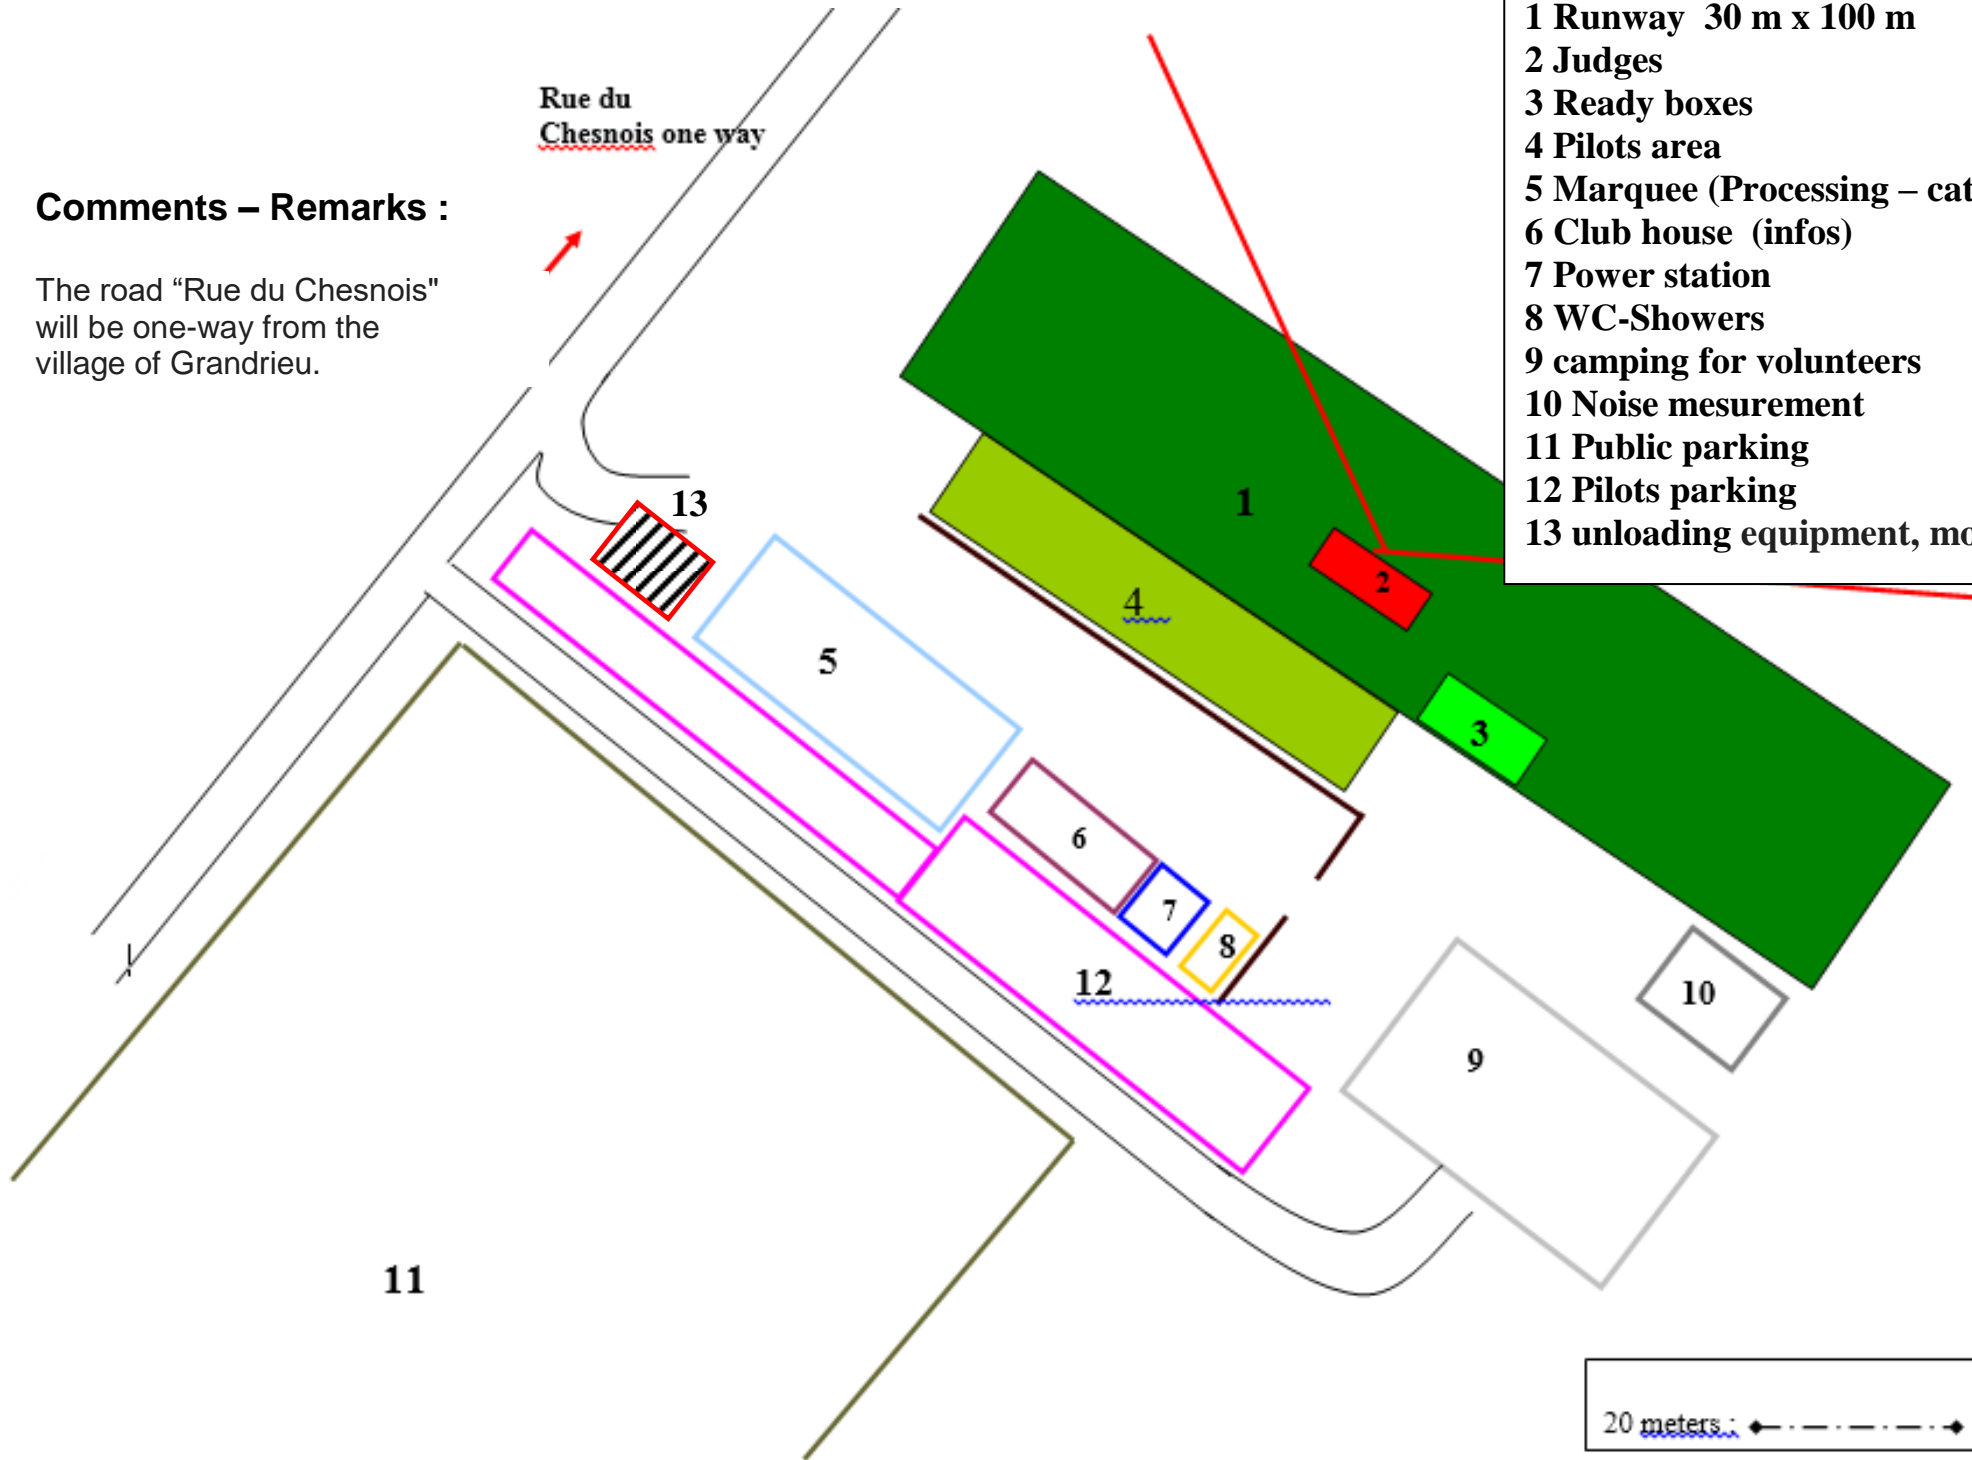 1 Runway 30 m x 100 m
2 Judges
3 Ready boxes
4 Pilots area
5 Marquee (Processing –
6 Club house (infos)
7 Power station
8 WC-Showers
9 camping for volunteers
10 Noise mesurement
11 Public parking
12 Pilots parking
13 unloading equipment,
Rue du
Chesnois one way
Comments – Remarks :
The road “Rue du Chesnois"
will be one-way from the
village of Grandrieu.
13
1
2
4
5
3
6
7
8
12
10
9
11
20 meters :